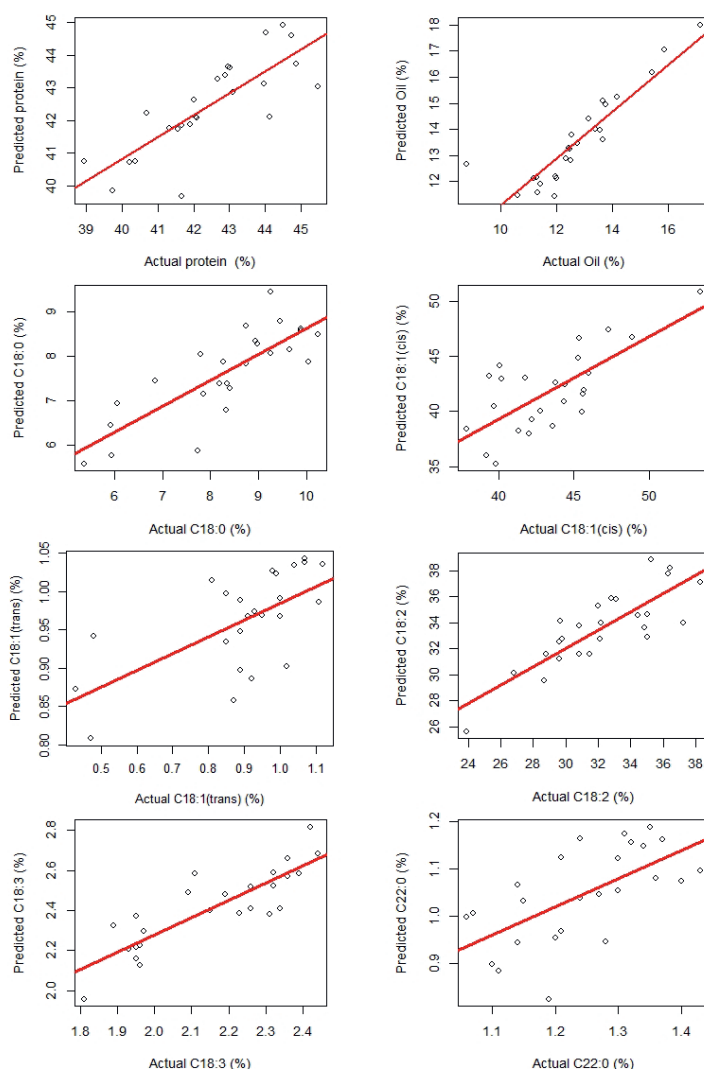 Predicted protein (%)
45
44
43
42
41
40
39 40 41 42 43 44 45
Actual protein (%)
Predicted Oil (%)
18
17
16
15
14
13
12
10 12 14 16
Actual Oil (%)
Predicted C18:0 (%)
9
8
7
6
6 7 8 9 10
Actual C18:0 (%)
Predicted C18:1(cis) (%)
50
45
40
35
40 45 50
Actual C18:1(cis) (%)
Predicted C18:1(trans) (%)
1.05
1.00
0.95
0.90
0.85
0.80
0.5 0.6 0.7 0.8 0.9 1.0 1.1
Actual C18:1(trans) (%)
Predicted C18:2 (%)
38
36
34
32
30
28
26
24 26 28 30 32 34 36 38
Actual C18:2 (%)
Predicted C18:3 (%)
2.8
2.6
2.4
2.2
2.0
1.8 1.9 2.0 2.1 2.2 2.3 2.4
Actual C18:3 (%)
Predicted C22:0 (%)
1.2
1.1
1.0
0.9
1.1 1.2 1.3 1.4
Actual C22:0 (%)